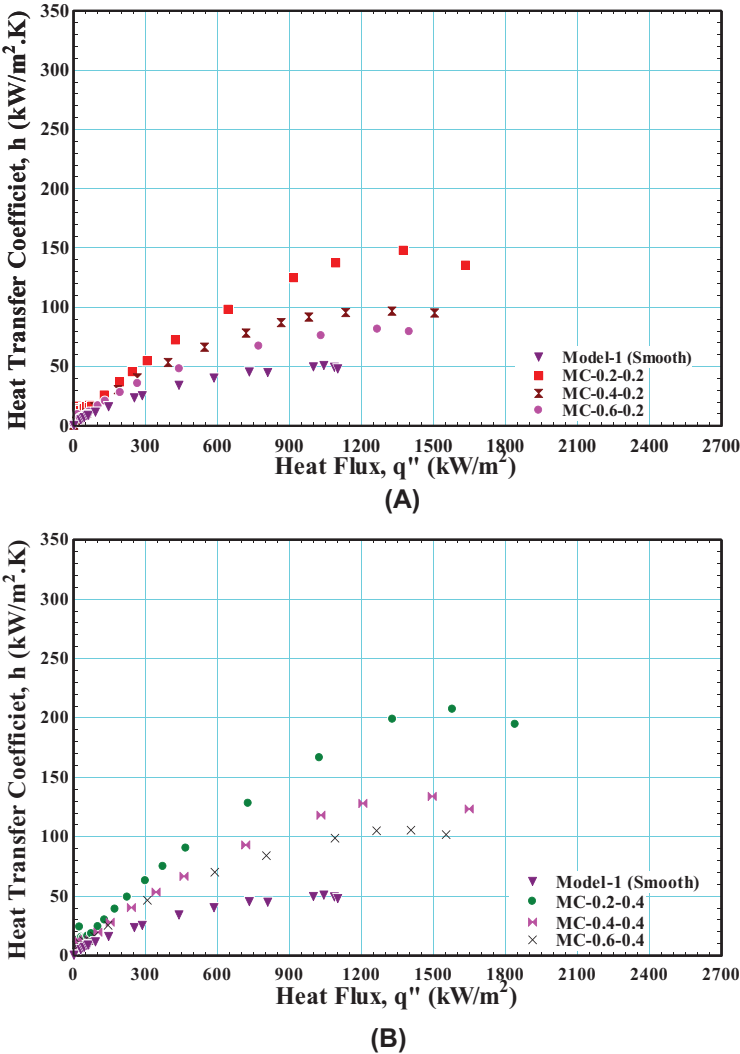 Heat Transfer Coefficiet, h (kW/m².K)
350
300
250
200
150
100
50
0
Model-1 (Smooth)
MC-0.2-0.2
MC-0.4-0.2
MC-0.6-0.2
0 300 600 900 1200 1500 1800 2100 2400 2700
Heat Flux, q" (kW/m²)
(A)
Heat Transfer Coefficiet, h (kW/m².K)
350
300
250
200
150
100
50
0
Model-1 (Smooth)
MC-0.2-0.4
MC-0.4-0.4
MC-0.6-0.4
0 300 600 900 1200 1500 1800 2100 2400 2700
Heat Flux, q" (kW/m²)
(B)